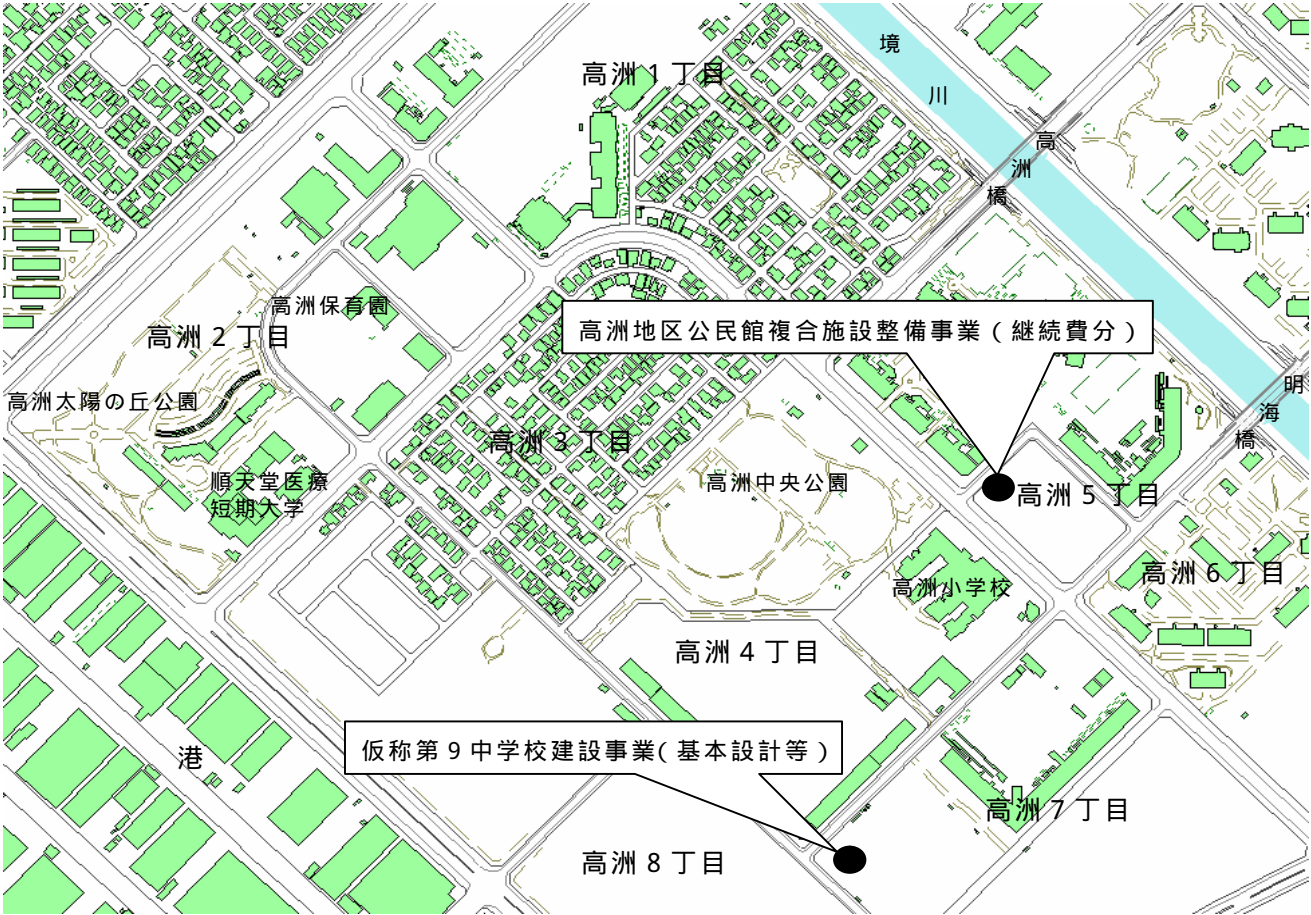 境川
高洲１丁目
高洲橋
高洲保育園
高洲２丁目
高洲地区公民館複合施設整備事業（継続費分）
明海橋
高洲太陽の丘公園
高洲３丁目
順天堂医療
短期大学
高洲中央公園
高洲５丁目
高洲小学校
高洲６丁目
高洲４丁目
港
仮称第９中学校建設事業（基本設計等）
高洲７丁目
高洲８丁目